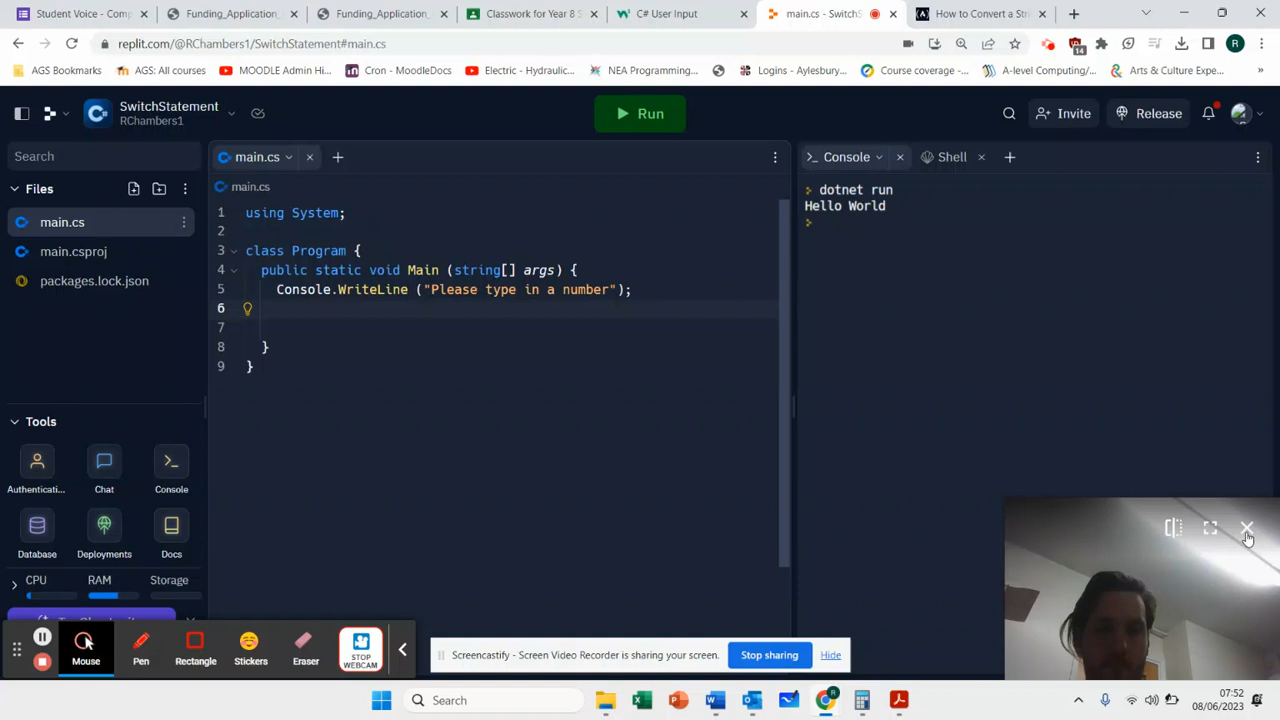 Student Voice - Comp
Funding_Application_
Funding_Application_
Classwork for Year 8 S
C# User Input
main.cs - SwitchS
How to Convert a Stri
replit.com/@RChambers1/SwitchStatement#main.cs
14
R
AGS Bookmarks
AGS: All courses
MOODLE Admin Hi...
Cron - MoodleDocs
Electric - Hydraulic...
NEA Programming...
Logins - Aylesbury...
Course coverage -...
A-level Computing/...
Arts & Culture Expe...
SwitchStatement
RChambers1
Run
Invite
Release
Search
main.cs
Console
Shell
Files
main.cs
main.cs
main.csproj
packages.lock.json
1 using System;
2
3 class Program {
4 public static void Main (string[] args) {
5 Console.WriteLine ("Please type in a number");
6
7
8 }
9 }
dotnet run
Hello World
Tools
Authenticati...
Chat
Console
Database
Deployments
Docs
CPU
RAM
Storage
Mouse
Pen
Rectangle
Stickers
Eraser
STOP WEBCAM
Screencastify - Screen Video Recorder is sharing your screen.
Stop sharing
Hide
Search
07:52
08/06/2023